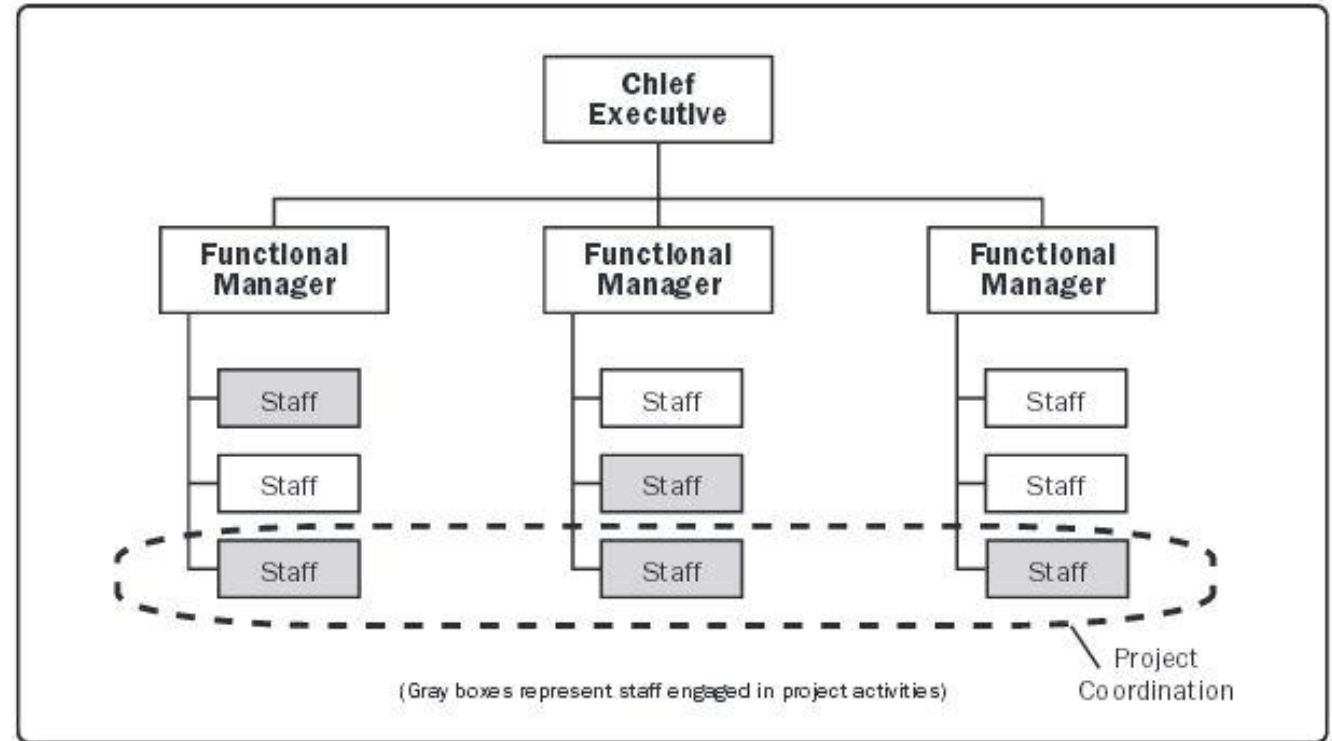 Chief
Executive
Functional
Manager
Functional
Manager
Functional
Manager
Staff
Staff
Staff
Staff
Staff
Staff
Staff
Staff
Staff
Project
Coordination
(Gray boxes represent staff engaged in project activities)